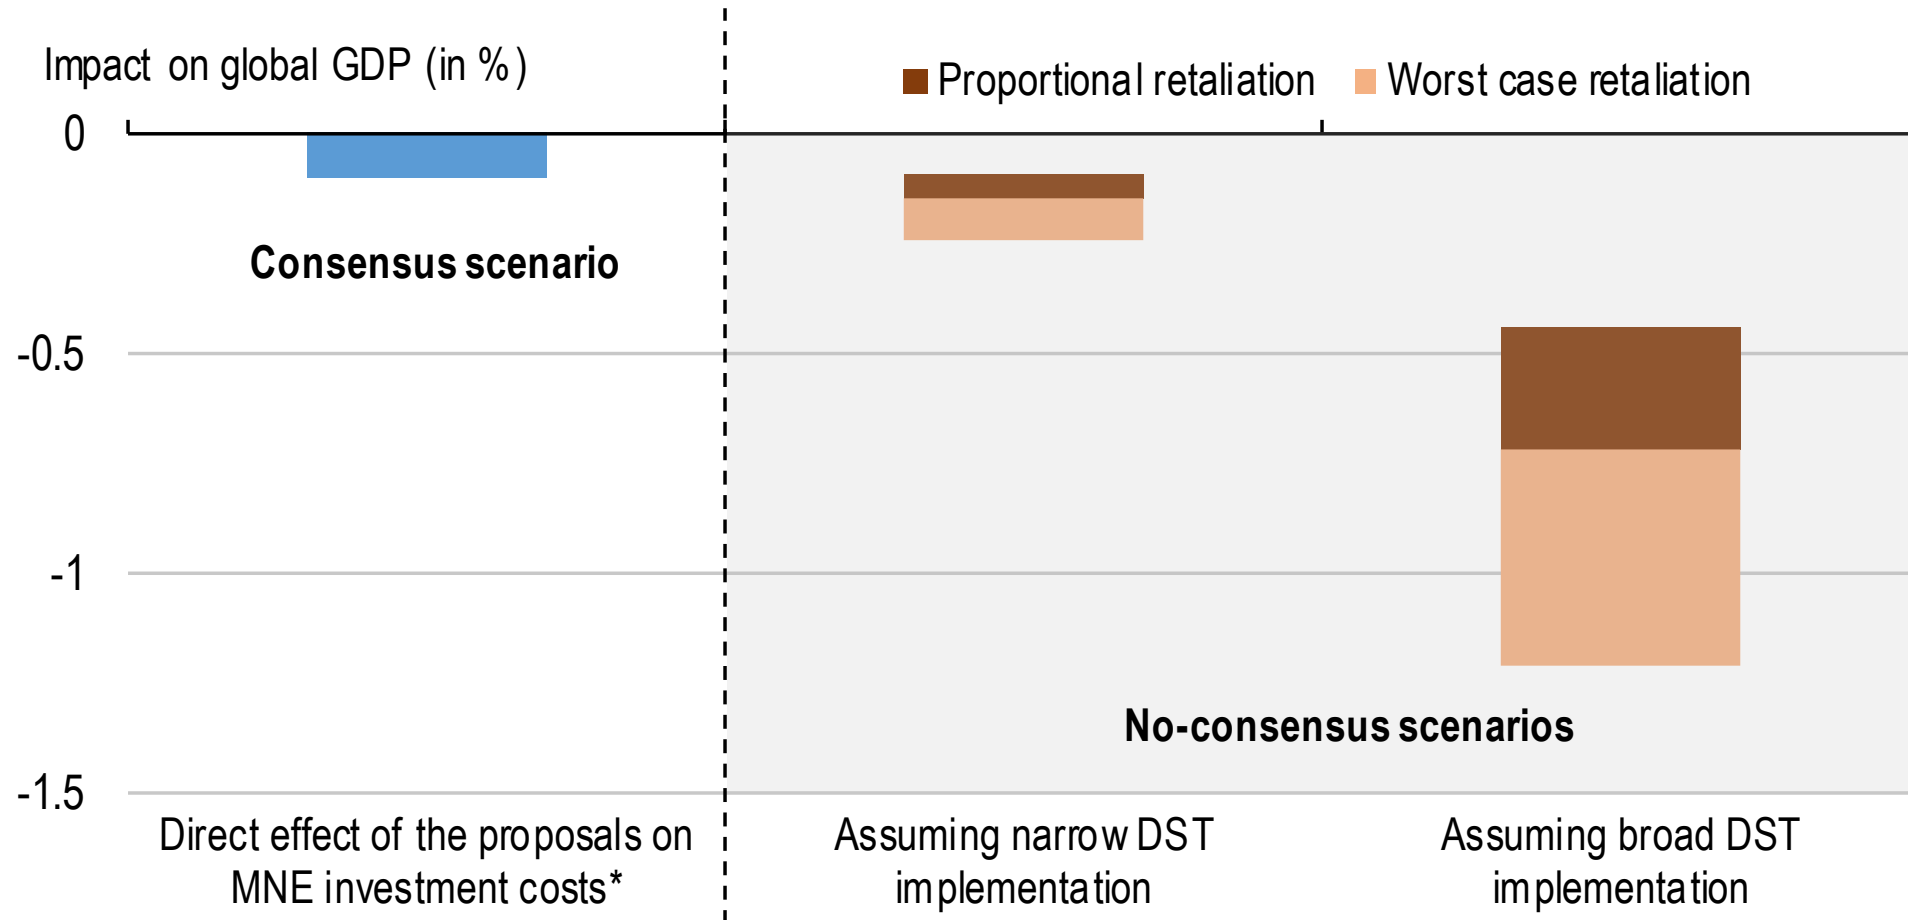 Impact on global GDP (in %)
Proportional retaliation
Worst case retaliation
0
Consensus scenario
-0.5
-1
No-consensus scenarios
-1.5
Direct effect of the proposals on
MNE investment costs*
Assuming narrow DST
implementation
Assuming broad DST
implementation